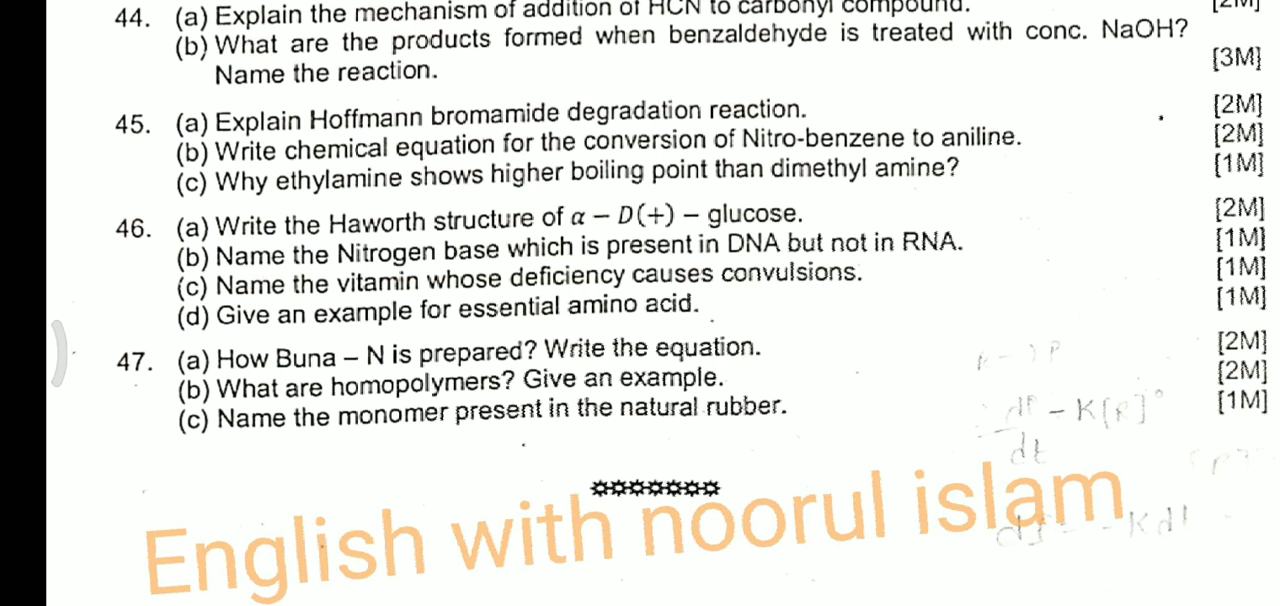 44. (a) Explain the mechanism of addition of HCN to carbonyl compound. [2M]
(b) What are the products formed when benzaldehyde is treated with conc. NaOH?
Name the reaction. [3M]
45. (a) Explain Hoffmann bromamide degradation reaction. [2M]
(b) Write chemical equation for the conversion of Nitro-benzene to aniline. [2M]
(c) Why ethylamine shows higher boiling point than dimethyl amine? [1M]
46. (a) Write the Haworth structure of α – D(+) – glucose. [2M]
(b) Name the Nitrogen base which is present in DNA but not in RNA. [1M]
(c) Name the vitamin whose deficiency causes convulsions. [1M]
(d) Give an example for essential amino acid. [1M]
47. (a) How Buna – N is prepared? Write the equation. [2M]
(b) What are homopolymers? Give an example. [2M]
(c) Name the monomer present in the natural rubber. [1M]
English with noorul islam